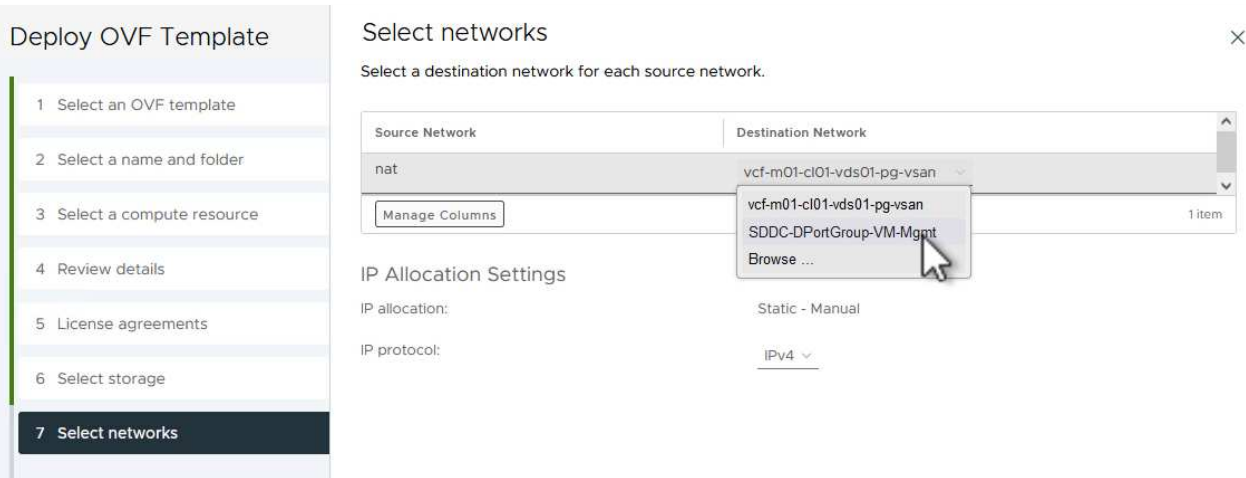 Deploy OVF Template
1 Select an OVF template
2 Select a name and folder
3 Select a compute resource
4 Review details
5 License agreements
6 Select storage
7 Select networks
Select networks
Select a destination network for each source network.
Source Network Destination Network
nat vcf-m01-cl01-vds01-pg-vsan
vcf-m01-cl01-vds01-pg-vsan
SDDC-DPortGroup-VM-Mgmt
Browse ...
Manage Columns 1 item
IP Allocation Settings
IP allocation: Static - Manual
IP protocol: IPv4